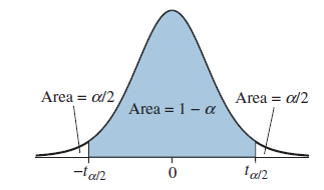 Area = α/2
Area = 1 − α
Area = α/2
−tα/2
0
tα/2